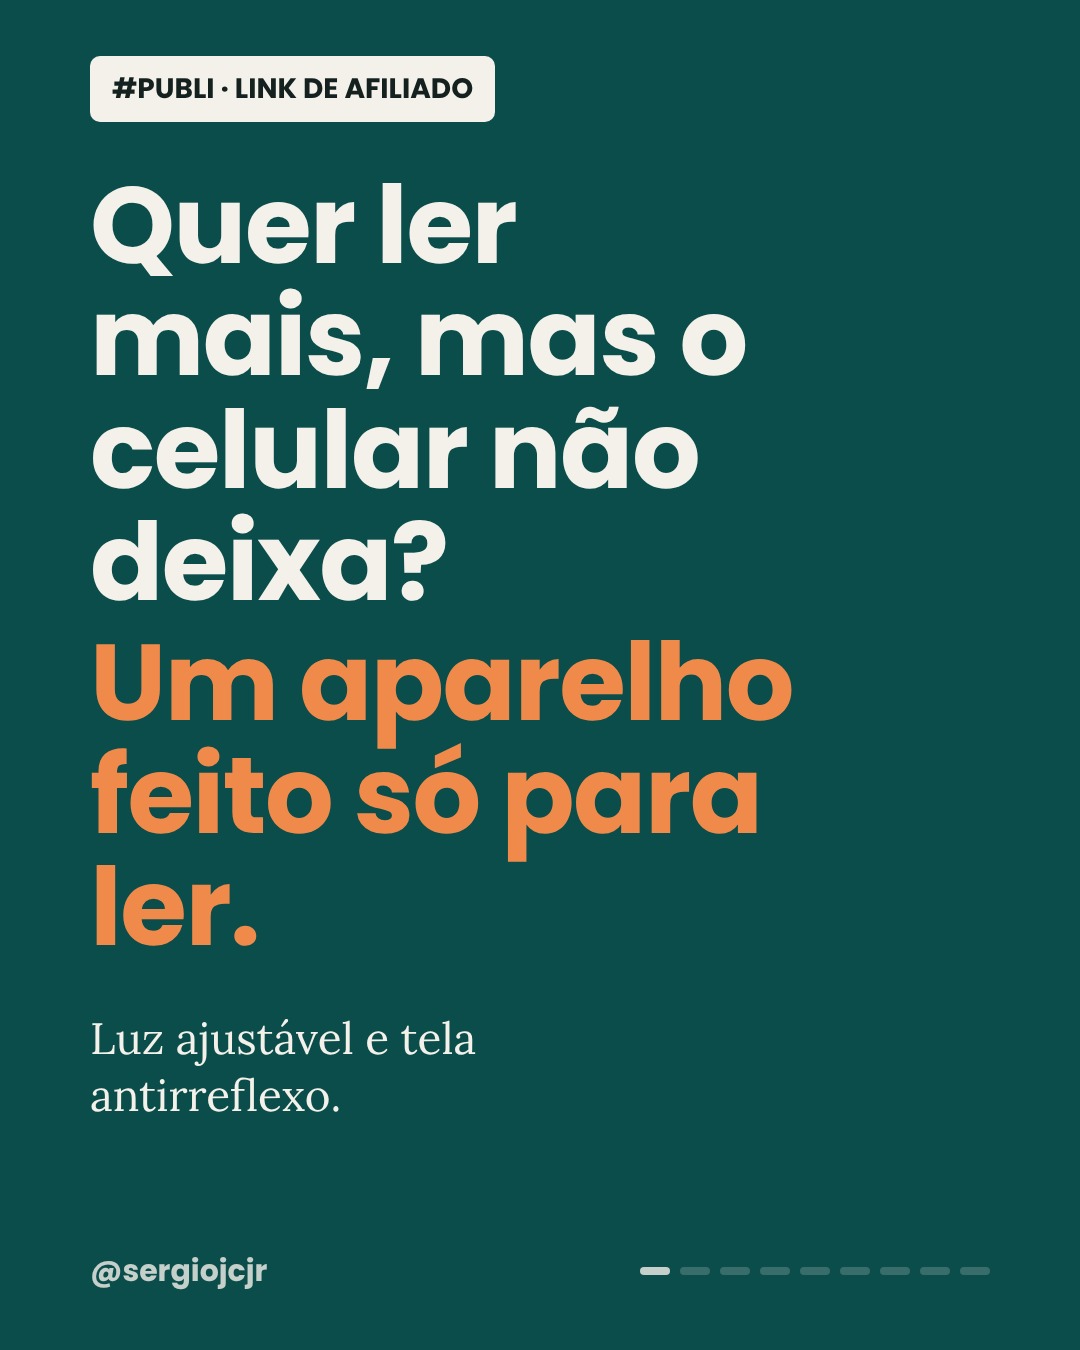 #PUBLI · LINK DE AFILIADO
Quer ler
mais, mas o
celular não
deixa?
Um aparelho
feito só para
ler.
Luz ajustável e tela
antirreflexo.
@sergiojcjr